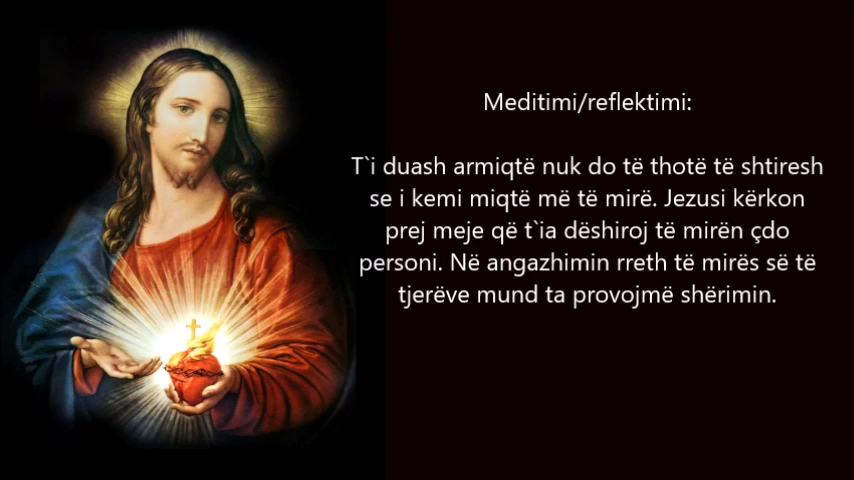 Meditimi/reflektimi:
T`i duash armiqtë nuk do të thotë të shtiresh
se i kemi miqtë më të mirë. Jezusi kërkon
prej meje që t`ia dëshiroj të mirën çdo
personi. Në angazhimin rreth të mirës së të
tjerëve mund ta provojmë shërimin.